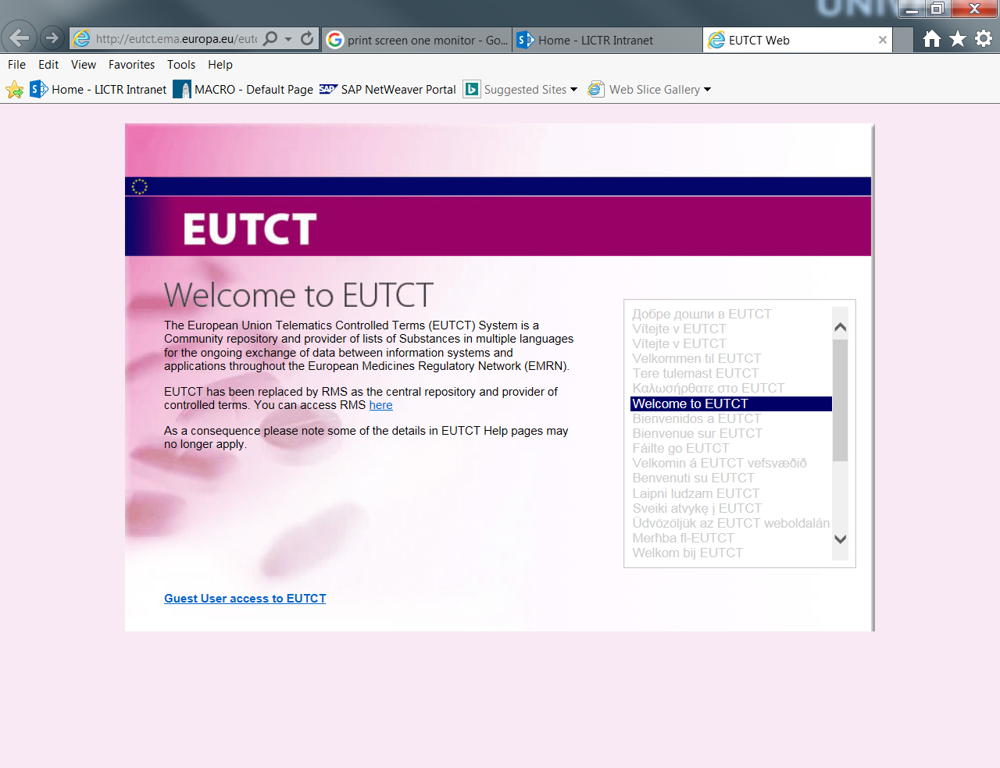 UNIV
http://eutct.ema.europa.eu/eutc
print screen one monitor - Go...
Home - LICTR Intranet
EUTCT Web
File Edit View Favorites Tools Help
Home - LICTR Intranet
MACRO - Default Page
SAP NetWeaver Portal
Suggested Sites
Web Slice Gallery
EUTCT
Welcome to EUTCT
The European Union Telematics Controlled Terms (EUTCT) System is a
Community repository and provider of lists of Substances in multiple languages
for the ongoing exchange of data between information systems and
applications throughout the European Medicines Regulatory Network (EMRN).
EUTCT has been replaced by RMS as the central repository and provider of
controlled terms. You can access RMS here
As a consequence please note some of the details in EUTCT Help pages may
no longer apply.
Добре дошли в EUTCT
Vítejte v EUTCT
Vítejte v EUTCT
Velkommen til EUTCT
Tere tulemast EUTCT
Καλωσήρθατε στο EUTCT
Welcome to EUTCT
Bienvenidos a EUTCT
Bienvenue sur EUTCT
Fáilte go EUTCT
Velkomin á EUTCT vefsvæðið
Benvenuti su EUTCT
Laipni ludzam EUTCT
Sveiki atvykę į EUTCT
Üdvözöljük az EUTCT weboldalán
Merħba fl-EUTCT
Welkom bij EUTCT
Guest User access to EUTCT